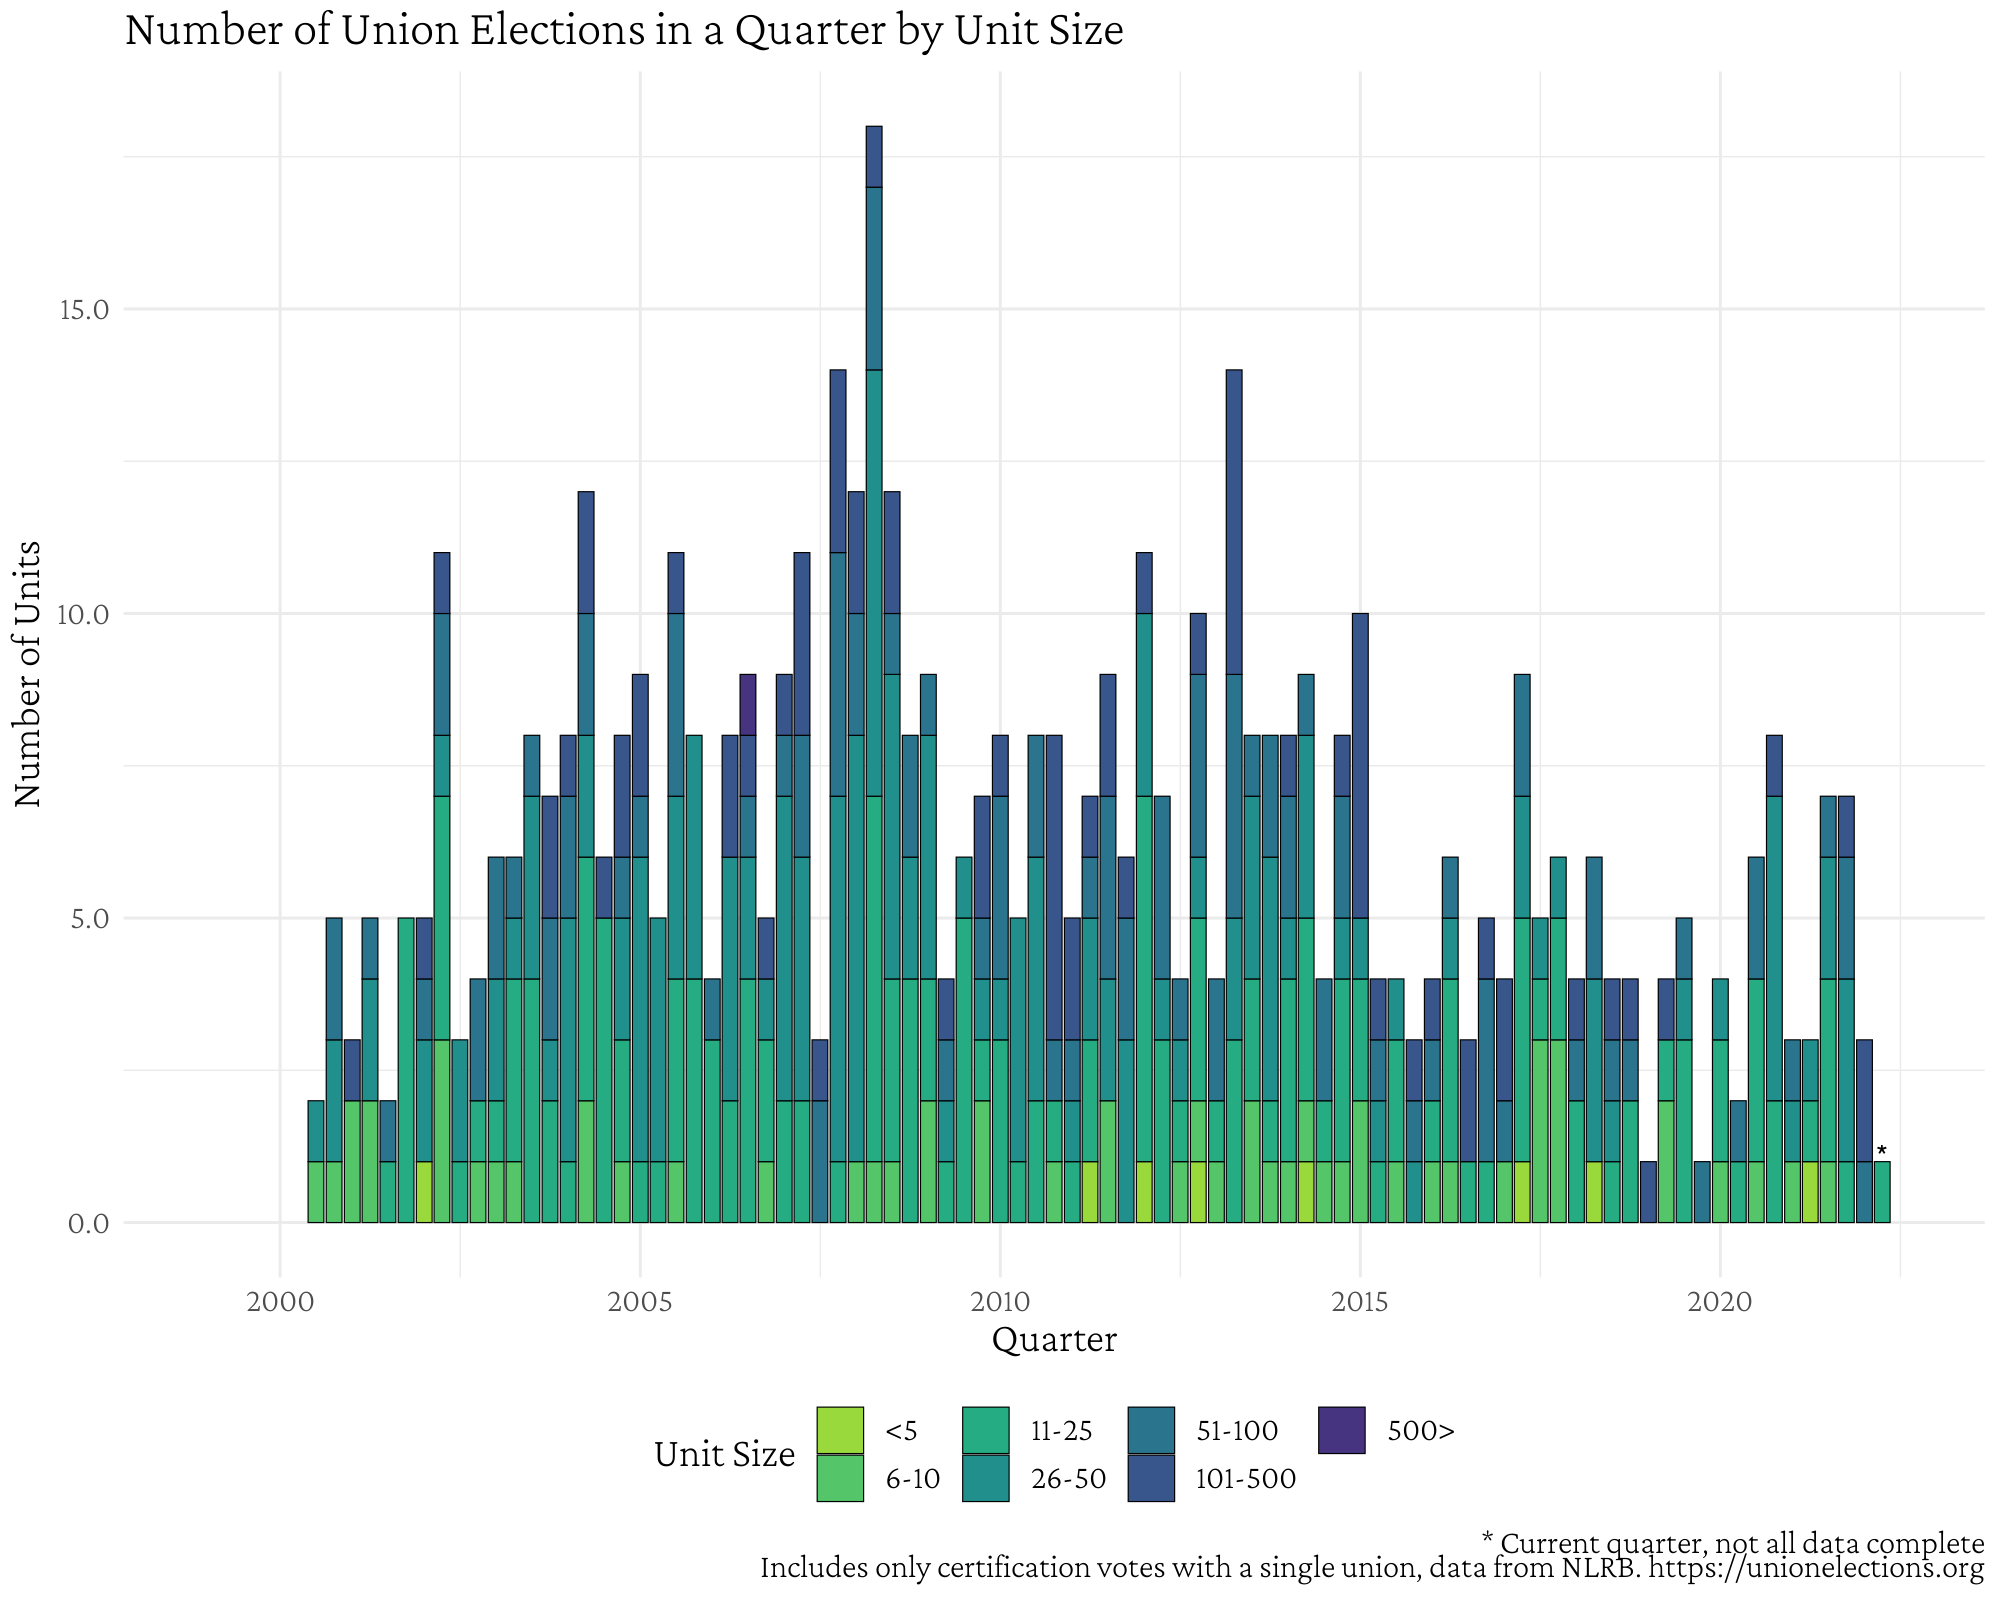 Number of Union Elections in a Quarter by Unit Size
Number of Units
15.0
10.0
5.0
0.0
*
2000 2005 2010 2015 2020
Quarter
Unit Size
<5 11-25 51-100 500>
6-10 26-50 101-500
* Current quarter, not all data complete
Includes only certification votes with a single union, data from NLRB. https://unionelections.org